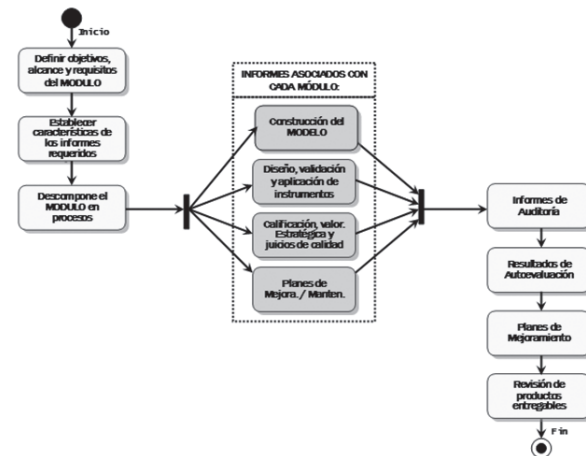 Inicio
Definir objetivos,
alcance y requisitos
del MODULO
Establecer
características de
los informes
requeridos
Descompone el
MODULO en
procesos
INFORMES ASOCIADOS CON
CADA MÓDULO:
Construcción del
MODELO
Diseño, validación
y aplicación de
instrumentos
Calificación, valor.
Estratégica y
juicios de calidad
Planes de
Mejora. / Manten.
Informes de
Auditoría
Resultados de
Autoevaluación
Planes de
Mejoramiento
Revisión de
productos
entregables
Fin